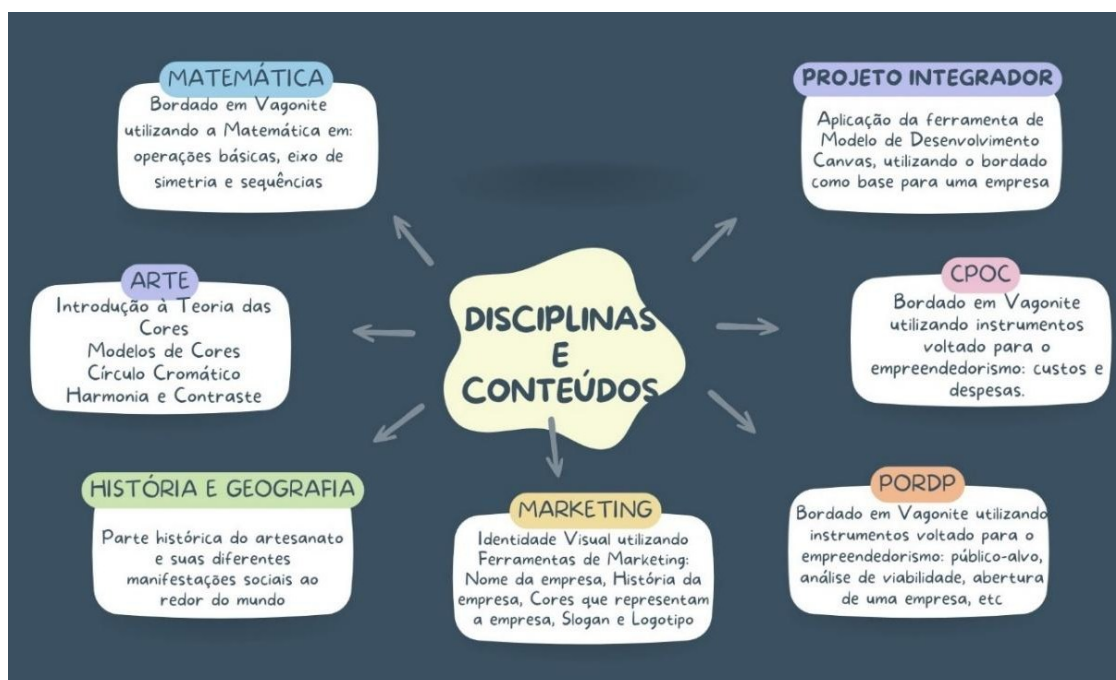 MATEMÁTICA
Bordado em Vagonite
utilizando a Matemática em:
operações básicas, eixo de
simetria e sequências
PROJETO INTEGRADOR
Aplicação da ferramenta de
Modelo de Desenvolvimento
Canvas, utilizando o bordado
como base para uma empresa
ARTE
Introdução à Teoria das
Cores
Modelos de Cores
Círculo Cromático
Harmonia e Contraste
DISCIPLINAS
E
CONTEÚDOS
CPOC
Bordado em Vagonite
utilizando instrumentos
voltado para o
empreendedorismo: custos e
despesas.
HISTÓRIA E GEOGRAFIA
Parte histórica do artesanato
e suas diferentes
manifestações sociais ao
redor do mundo
MARKETING
Identidade Visual utilizando
Ferramentas de Marketing:
Nome da empresa, História da
empresa, Cores que representam
a empresa, Slogan e Logotipo
PORDP
Bordado em Vagonite utilizando
instrumentos voltado para o
empreendedorismo: público-alvo,
análise de viabilidade, abertura
de uma empresa, etc